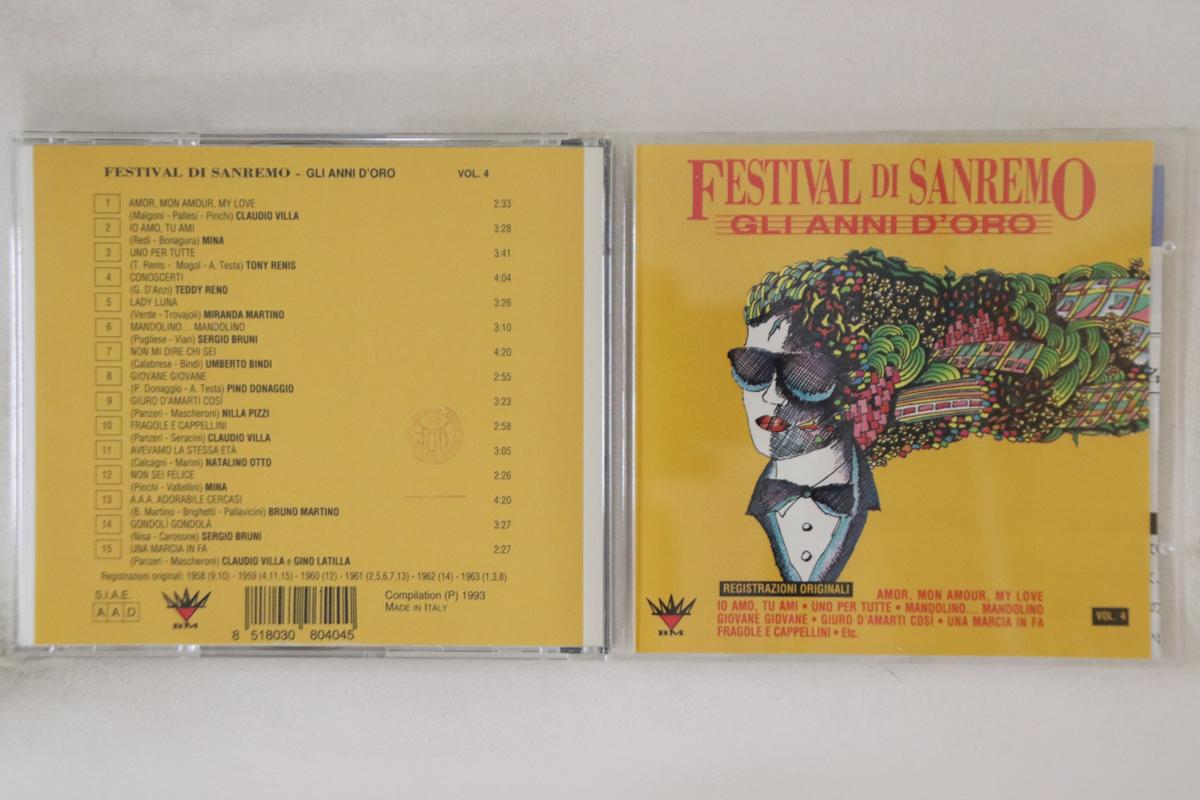 FESTIVAL DI SANREMO - GLI ANNI D'ORO VOL. 4
1 AMOR, MON AMOUR, MY LOVE 2:33
(Malgoni - Pallesi - Pinchi) CLAUDIO VILLA
2 IO AMO, TU AMI 3:28
(Redi - Bonagura) MINA
3 UNO PER TUTTE 3:41
(T. Renis - Mogol - A. Testa) TONY RENIS
4 CONOSCERTI 4:04
(G. D'Anzi) TEDDY RENO
5 LADY LUNA 3:26
(Verde - Trovajoli) MIRANDA MARTINO
6 MANDOLINO... MANDOLINO 3:10
(Pugliese - Vian) SERGIO BRUNI
7 NON MI DIRE CHI SEI 4:20
(Calabrese - Bindi) UMBERTO BINDI
8 GIOVANE GIOVANE 2:55
(P. Donaggio - A. Testa) PINO DONAGGIO
9 GIURO D'AMARTI COSÌ 3:23
(Panzeri - Mascheroni) NILLA PIZZI
10 FRAGOLE E CAPPELLINI 2:58
(Panzeri - Seracini) CLAUDIO VILLA
11 AVEVAMO LA STESSA ETÀ 3:05
(Calcagni - Marini) NATALINO OTTO
12 NON SEI FELICE 2:26
(Pinchi - Vattellini) MINA
13 A.A.A. ADORABILE CERCASI 4:20
(B. Martino - Brighetti - Pallavicini) BRUNO MARTINO
14 GONDOLÌ GONDOLÀ 3:27
(Nisa - Carosone) SERGIO BRUNI
15 UNA MARCIA IN FA 2:27
(Panzeri - Mascheroni) CLAUDIO VILLA e GINO LATILLA
Registrazioni originali: 1958 (9,10) - 1959 (4,11,15) - 1960 (12) - 1961 (2,5,6,7,13) - 1962 (14) - 1963 (1,3,8)
S.I.A.E.
A A D
BM
8 518030 804045
Compilation (P) 1993
MADE IN ITALY
FESTIVAL DI SANREMO
GLI ANNI D'ORO
REGISTRAZIONI ORIGINALI AMOR, MON AMOUR, MY LOVE
IO AMO, TU AMI • UNO PER TUTTE • MANDOLINO... MANDOLINO
GIOVANE GIOVANE • GIURO D'AMARTI COSÌ • UNA MARCIA IN FA
FRAGOLE E CAPPELLINI • Etc.
BM
VOL. 4